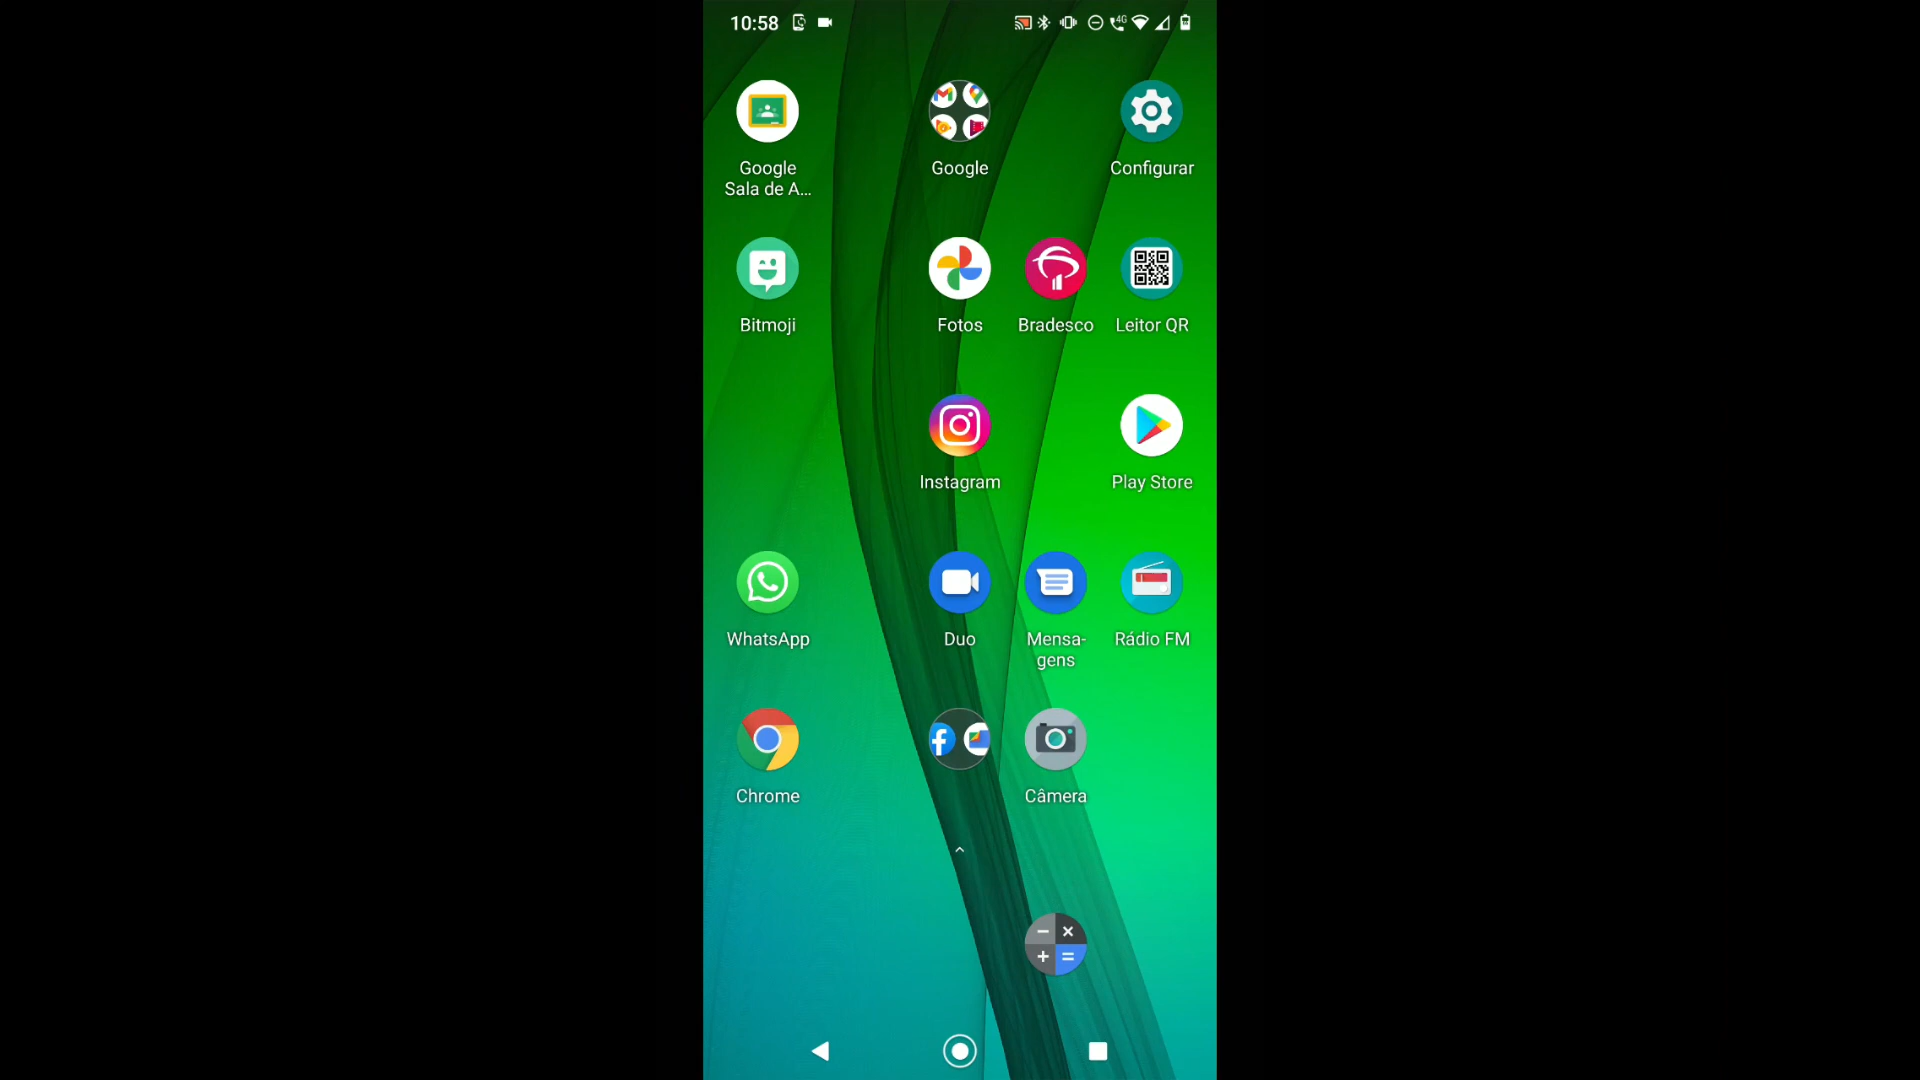 10:58
4G
Google
Sala de A...
Google
Configurar
Bitmoji
Fotos
Bradesco
Leitor QR
Instagram
Play Store
WhatsApp
Duo
Mensa-
gens
Rádio FM
Chrome
Câmera